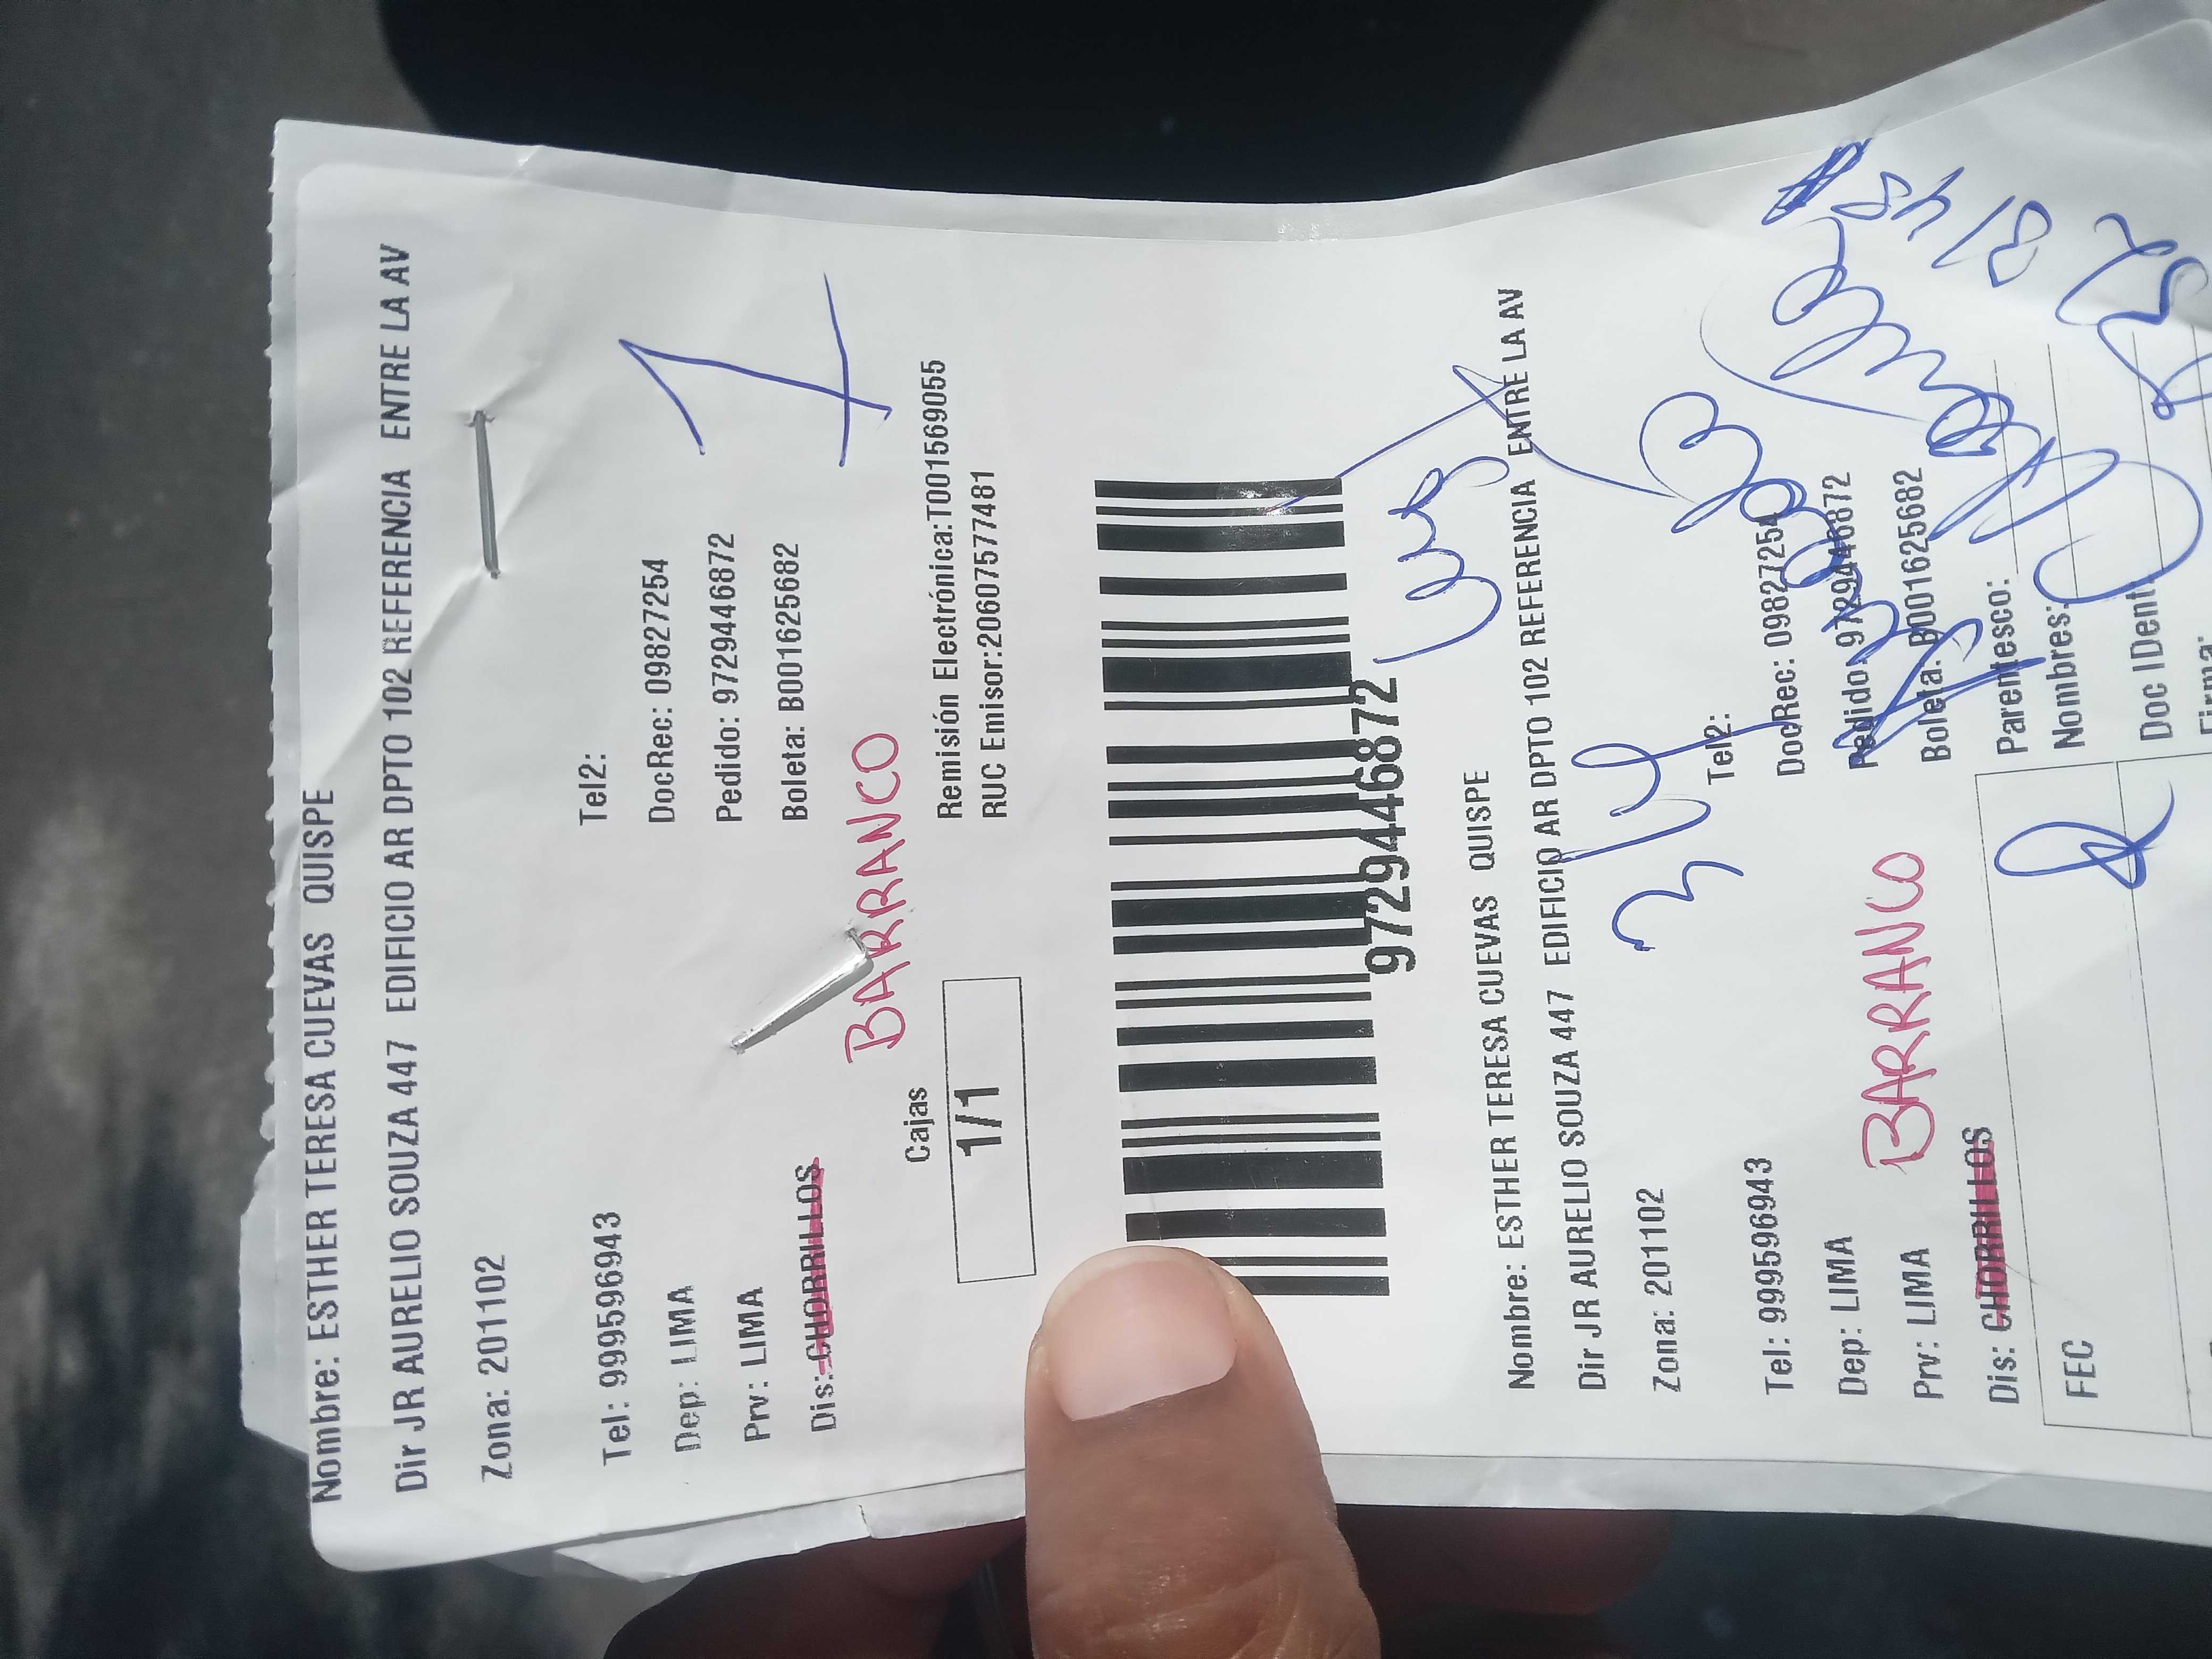 Nombre: ESTHER TERESA CUEVAS QUISPE
Dir JR AURELIO SOUZA 447 EDIFICIO AR DPTO 102 REFERENCIA ENTRE LA AV
Zona: 201102
Tel: 999596943 Tel2:
Dep: LIMA DocRec: 09827254
Prv: LIMA Pedido: 9729446872
Dis: CHORRILLOS Boleta: B001625682
BARRANCO
1
Cajas
1/1
Remisión Electrónica:T001569055
RUC Emisor:20607577481
9729446872
Nombre: ESTHER TERESA CUEVAS QUISPE
Dir JR AURELIO SOUZA 447 EDIFICIO AR DPTO 102 REFERENCIA ENTRE LA AV
Zona: 201102
Tel: 999596943 Tel2:
Dep: LIMA DocRec: 09827254
Prv: LIMA Pedido: 9729446872
Dis: CHORRILLOS Boleta: B001625682
BARRANCO
Parentesco:
FEC Nombres:
Doc IDent:
Firma: